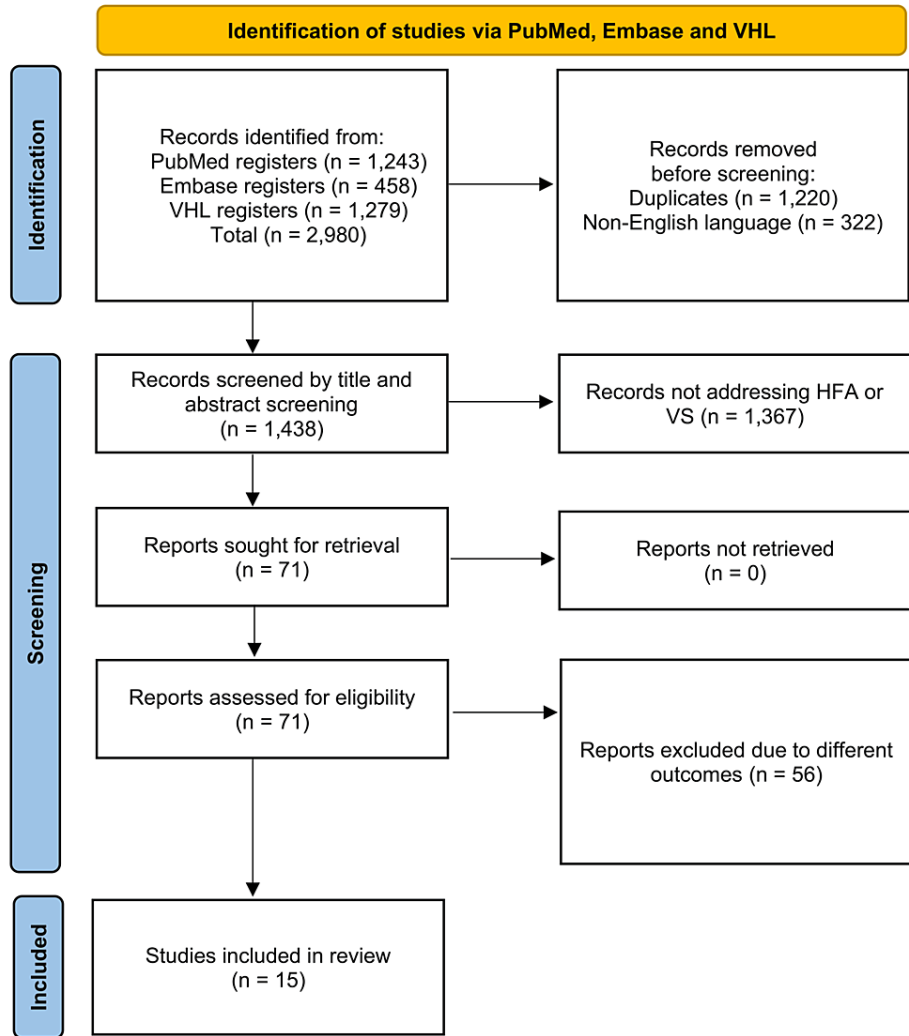 Identification of studies via PubMed, Embase and VHL
Identification
Records identified from:
PubMed registers (n = 1,243)
Embase registers (n = 458)
VHL registers (n = 1,279)
Total (n = 2,980)
Records removed
before screening:
Duplicates (n = 1,220)
Non-English language (n = 322)
Screening
Records screened by title and
abstract screening
(n = 1,438)
Records not addressing HFA or
VS (n = 1,367)
Reports sought for retrieval
(n = 71)
Reports not retrieved
(n = 0)
Reports assessed for eligibility
(n = 71)
Reports excluded due to different
outcomes (n = 56)
Included
Studies included in review
(n = 15)